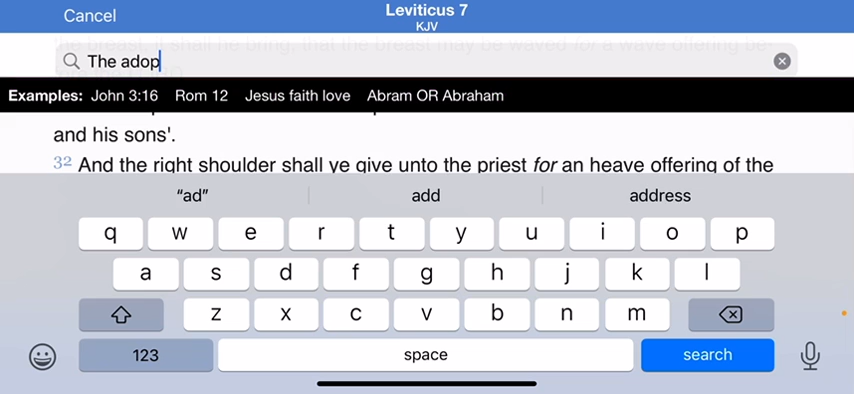 Cancel
Leviticus 7
KJV
The adop
Examples: John 3:16 Rom 12 Jesus faith love Abram OR Abraham
and his sons'.
32 And the right shoulder shall ye give unto the priest for an heave offering of the
“ad” add address
q w e r t y u i o p
a s d f g h j k l
z x c v b n m
123 space search